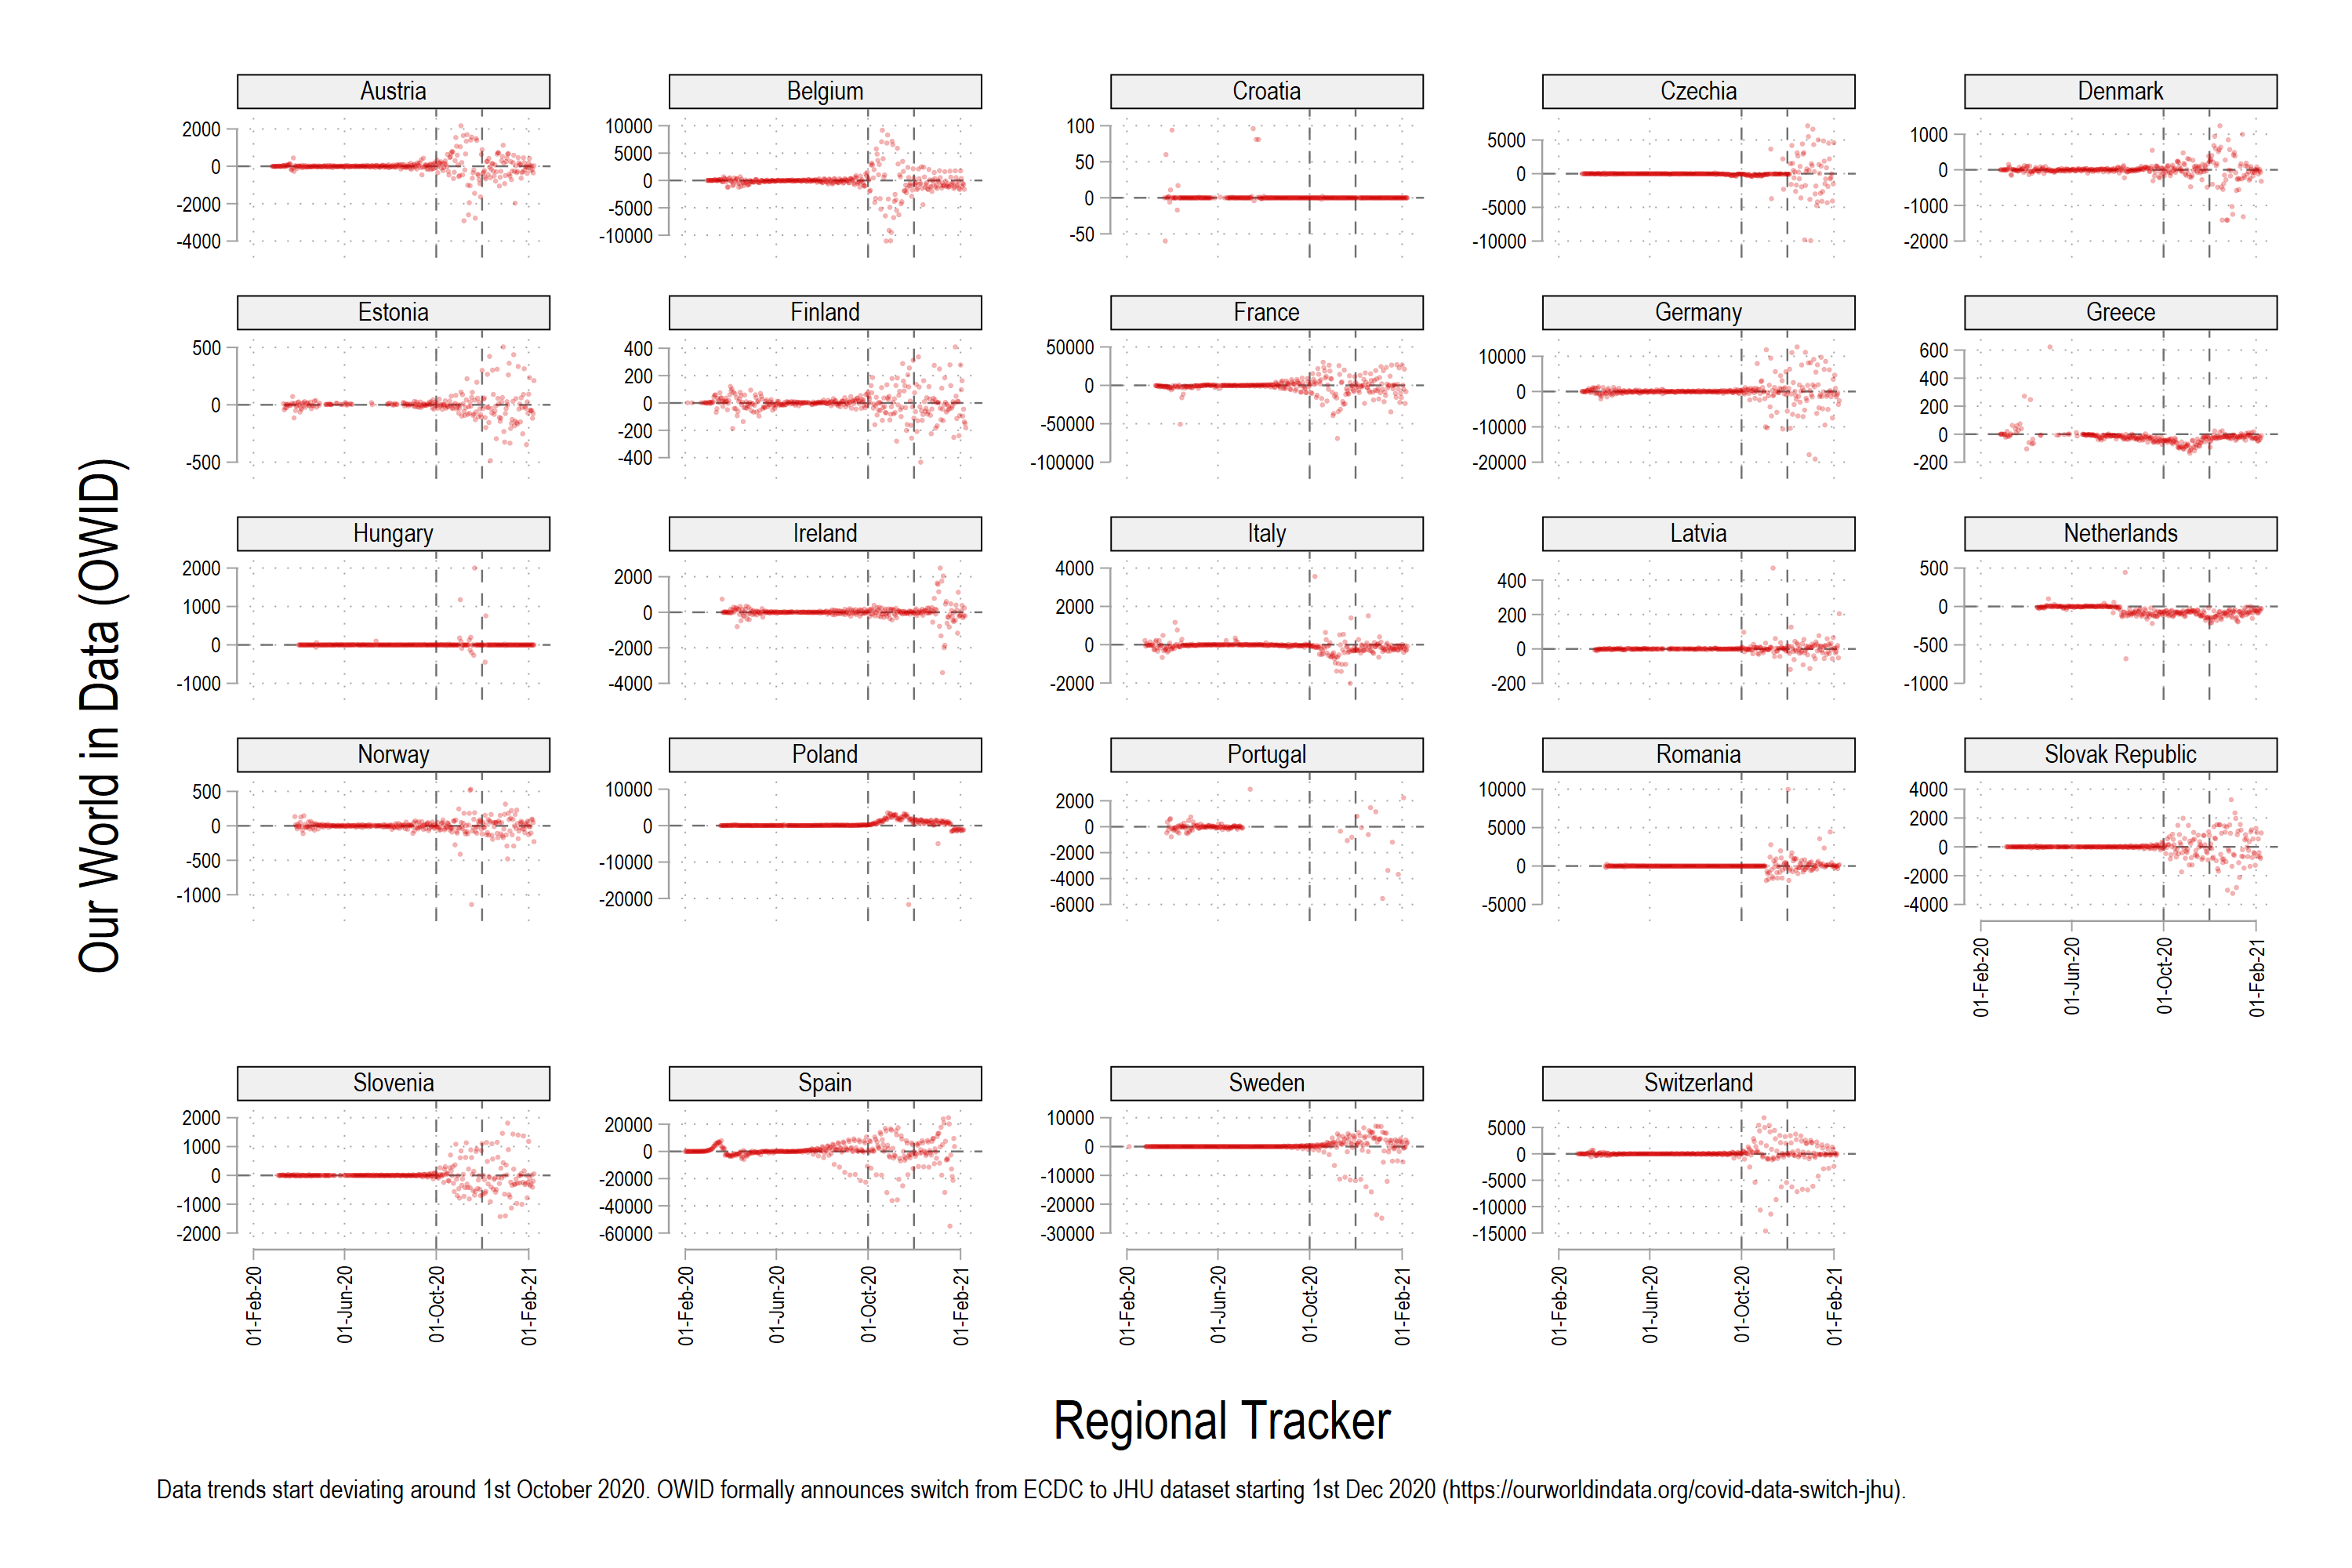 Austria
Belgium
Croatia
Czechia
Denmark
2000
0
-2000
-4000
10000
5000
0
-5000
-10000
100
50
0
-50
5000
0
-5000
-10000
1000
0
-1000
-2000
Estonia
Finland
France
Germany
Greece
500
0
-500
400
200
0
-200
-400
50000
0
-50000
-100000
10000
0
-10000
-20000
600
400
200
0
-200
Hungary
Ireland
Italy
Latvia
Netherlands
2000
1000
0
-1000
2000
0
-2000
-4000
4000
2000
0
-2000
400
200
0
-200
500
0
-500
-1000
Our World in Data (OWID)
Norway
Poland
Portugal
Romania
Slovak Republic
500
0
-500
-1000
10000
0
-10000
-20000
2000
0
-2000
-4000
-6000
10000
5000
0
-5000
4000
2000
0
-2000
-4000
01-Feb-20
01-Jun-20
01-Oct-20
01-Feb-21
Slovenia
Spain
Sweden
Switzerland
2000
1000
0
-1000
-2000
20000
0
-20000
-40000
-60000
10000
0
-10000
-20000
-30000
5000
0
-5000
-10000
-15000
01-Feb-20
01-Jun-20
01-Oct-20
01-Feb-21
01-Feb-20
01-Jun-20
01-Oct-20
01-Feb-21
01-Feb-20
01-Jun-20
01-Oct-20
01-Feb-21
01-Feb-20
01-Jun-20
01-Oct-20
01-Feb-21
Regional Tracker
Data trends start deviating around 1st October 2020. OWID formally announces switch from ECDC to JHU dataset starting 1st Dec 2020 (https://ourworldindata.org/covid-data-switch-jhu).